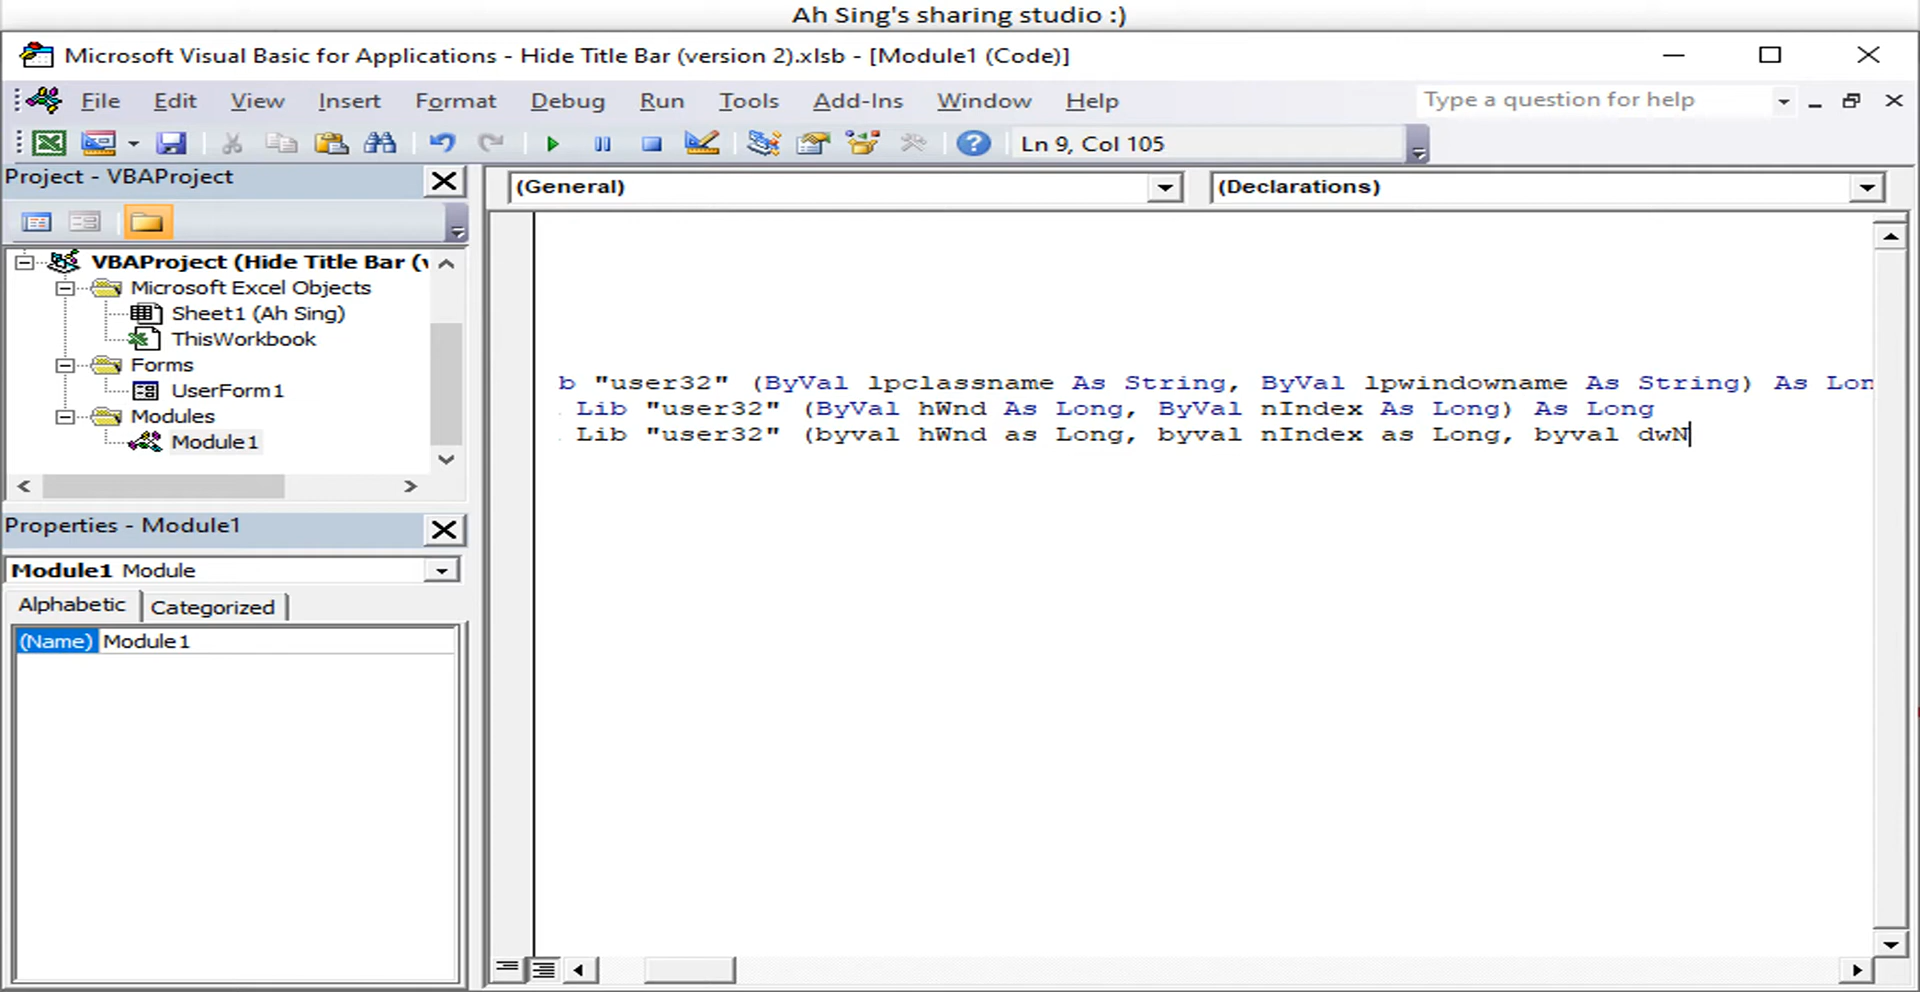 Ah Sing's sharing studio :)
Microsoft Visual Basic for Applications - Hide Title Bar (version 2).xlsb - [Module1 (Code)]
File Edit View Insert Format Debug Run Tools Add-Ins Window Help Type a question for help
Ln 9, Col 105
Project - VBAProject
(General) (Declarations)
VBAProject (Hide Title Bar (v
Microsoft Excel Objects
Sheet1 (Ah Sing)
ThisWorkbook
Forms
UserForm1
Modules
Module1
b "user32" (ByVal lpclassname As String, ByVal lpwindowname As String) As Lon
Lib "user32" (ByVal hWnd As Long, ByVal nIndex As Long) As Long
Lib "user32" (byval hWnd as Long, byval nIndex as Long, byval dwN
Properties - Module1
Module1 Module
Alphabetic Categorized
(Name) Module1